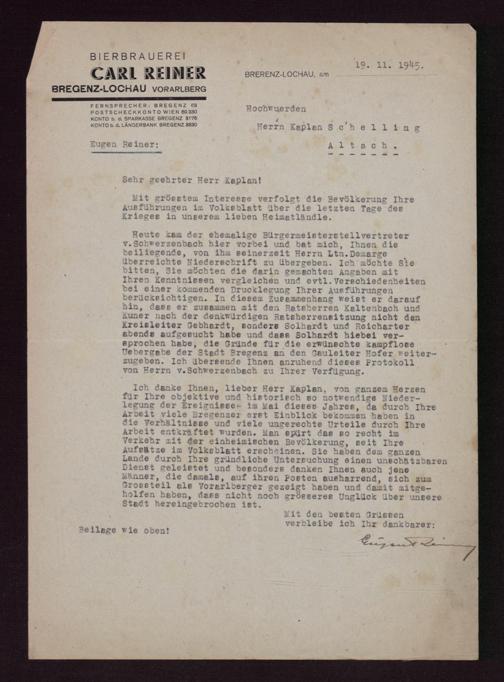 BIERBRAUEREI
CARL REINER
BREGENZ-LOCHAU VORARLBERG
FERNSPRECHER: BREGENZ 69
POSTSCHECKKONTO WIEN 69.380
KONTO b. d. SPARKASSE BREGENZ 8176
KONTO b. d. LÄNDERBANK BREGENZ 8830
Eugen Reiner:
BRERENZ-LOCHAU, am 19. 11. 1945.
Hochwuerden
Herrn Kaplan Schelling
Altach.
Sehr geehrter Herr Kaplan!
Mit grösstem Interesse verfolgt die Bevölkerung Ihre
Ausführungen im Volksblatt über die letzten Tage des
Krieges in unserem lieben Heimatländle.
Heute kam der ehemalige Bürgermeisterstellvertreter
v.Schwerzenbach hier vorbei und bat mich, Ihnen die
beiliegende, von ihm seinerzeit Herrn Ltn.Demarge
überreichte Niederschrift zu übergeben. Ich möchte Sie
bitten, Sie möchten die darin gemachten Angaben mit
Ihren Kenntnissen vergleichen und evtl.Verschiedenheiten
bei einer kommenden Drucklegung Ihrer Ausführungen
berücksichtigen. In diesem Zusammenhang weist er darauf
hin, dass er zusammen mit den Ratsherren Kaltenbach und
Kuner nach der denkwürdigen Ratsherrensitzung nicht den
Kreisleiter Gebhardt, sonders Solhardt und Reicharter
abends aufgesucht habe und dass Solhardt hiebei ver-
sprochen habe, die Gründe für die erwünschte kampflose
Uebergabe der Stadt Bregenz an den Gauleiter Hofer weiter-
zugeben. Ich übersende Ihnen anruhend dieses Protokoll
von Herrn v.Schwerzenbach zu Ihrer Verfügung.
Ich danke Ihnen, lieber Herr Kaplan, von ganzem Herzen
für Ihre objektive und historisch so notwendige Nieder-
legung der Ereignisse im Mai dieses Jahres, da durch Ihre
Arbeit viele Bregenzer erst Einblick bekommen haben in
die Verhältnisse und viele ungerechte Urteile durch Ihre
Arbeit entkräftet wurden. Man spürt das so recht im
Verkehr mit der einheimischen Bevölkerung, seit Ihre
Aufsätze im Volksblatt erscheinen. Sie haben dem ganzen
Lande durch Ihre gründliche Untersuchung einen unschätzbaren
Dienst geleistet und besonders danken Ihnen auch jene
Männer, die damals, auf ihren Posten ausharrend, sich zum
Grossteil als Vorarlberger gezeigt haben und damit mitge-
holfen haben, dass nicht noch grösseres Unglück über unsere
Stadt hereingebrochen ist.
Mit den besten Grüssen
verbleibe ich Ihr dankbarer:
Eugen Reiner
Beilage wie oben!